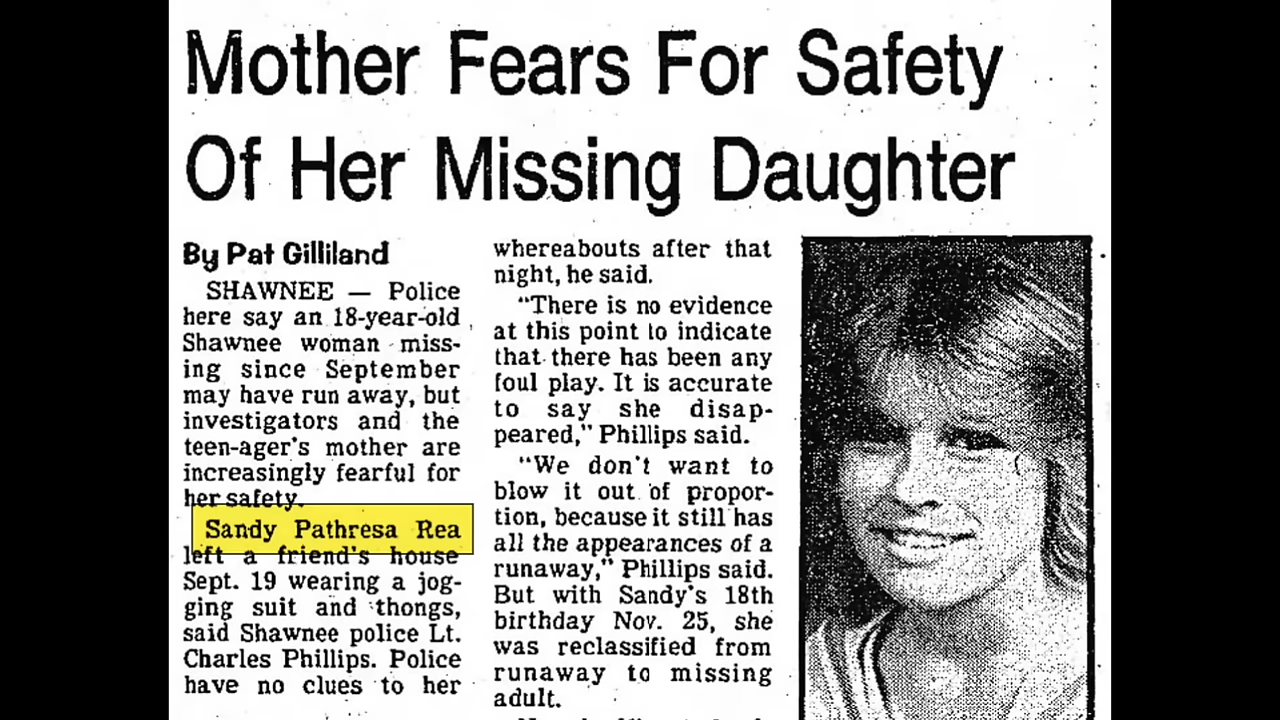 Mother Fears For Safety
Of Her Missing Daughter
By Pat Gilliland
SHAWNEE — Police
here say an 18-year-old
Shawnee woman miss-
ing since September
may have run away, but
investigators and the
teen-ager's mother are
increasingly fearful for
her safety.
Sandy Pathresa Rea
left a friend's house
Sept. 19 wearing a jog-
ging suit and thongs,
said Shawnee police Lt.
Charles Phillips. Police
have no clues to her
whereabouts after that
night, he said.
"There is no evidence
at this point to indicate
that there has been any
foul play. It is accurate
to say she disap-
peared," Phillips said.
"We don't want to
blow it out of propor-
tion, because it still has
all the appearances of a
runaway," Phillips said.
But with Sandy's 18th
birthday Nov. 25, she
was reclassified from
runaway to missing
adult.